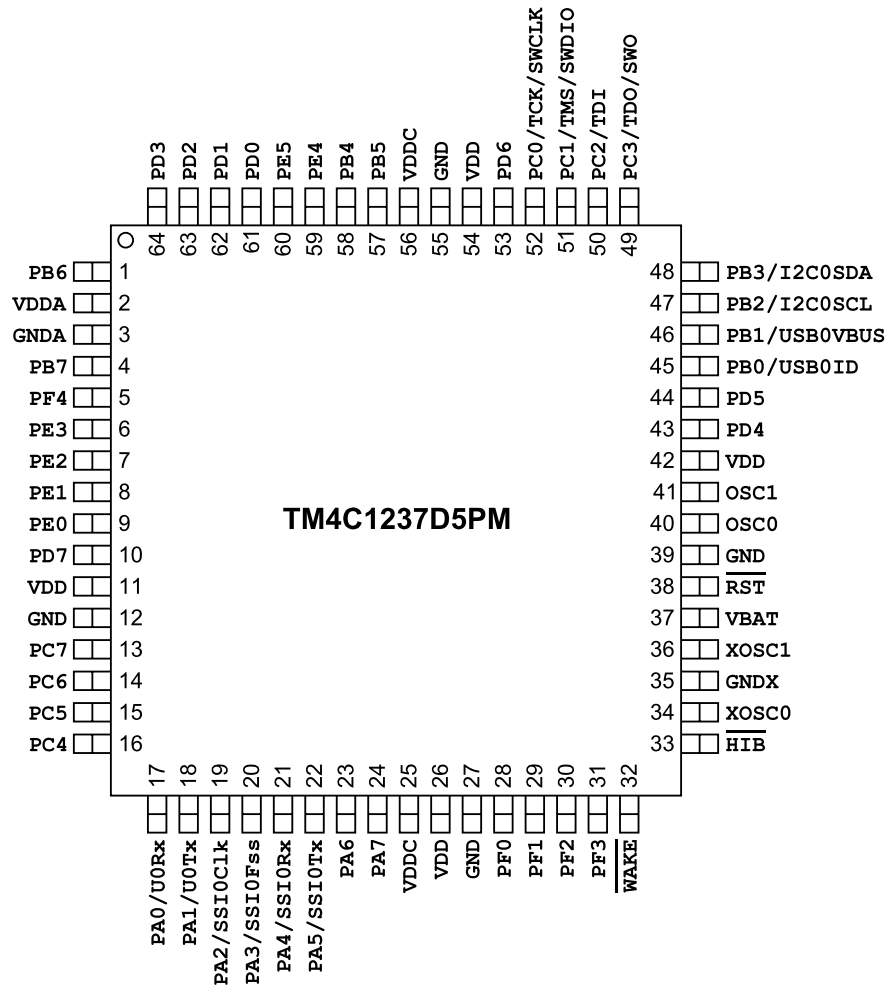 PD3
PD2
PD1
PD0
PE5
PE4
PB4
PB5
VDDC
GND
VDD
PD6
PC0/TCK/SWCLK
PC1/TMS/SWDIO
PC2/TDI
PC3/TDO/SWO
64
63
62
61
60
59
58
57
56
55
54
53
52
51
50
49
PB6 1
VDDA 2
GNDA 3
PB7 4
PF4 5
PE3 6
PE2 7
PE1 8
PE0 9
PD7 10
VDD 11
GND 12
PC7 13
PC6 14
PC5 15
PC4 16
TM4C1237D5PM
48 PB3/I2C0SDA
47 PB2/I2C0SCL
46 PB1/USB0VBUS
45 PB0/USB0ID
44 PD5
43 PD4
42 VDD
41 OSC1
40 OSC0
39 GND
38 RST
37 VBAT
36 XOSC1
35 GNDX
34 XOSC0
33 HIB
17
18
19
20
21
22
23
24
25
26
27
28
29
30
31
32
PA0/U0Rx
PA1/U0Tx
PA2/SSI0Clk
PA3/SSI0Fss
PA4/SSI0Rx
PA5/SSI0Tx
PA6
PA7
VDDC
VDD
GND
PF0
PF1
PF2
PF3
WAKE